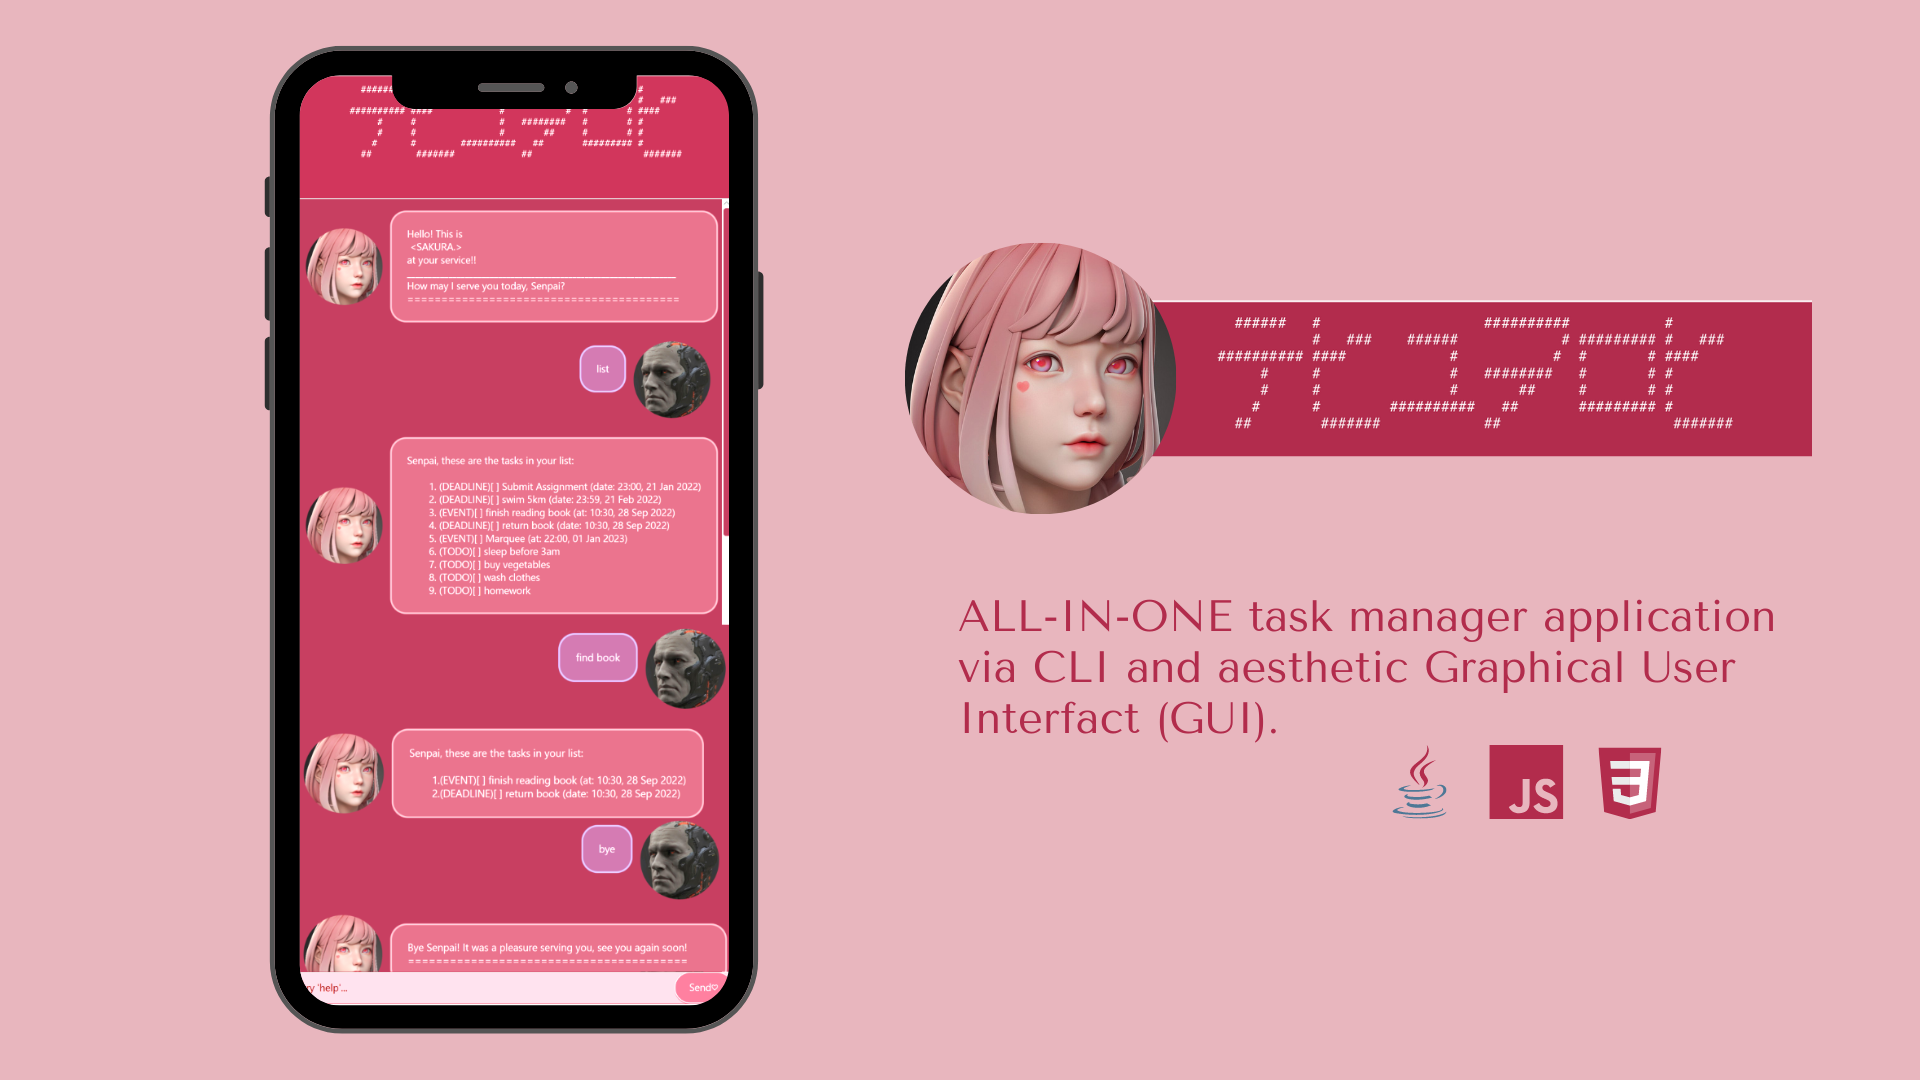 Hello! This is
<SAKURA.>
at your service!!
How may I serve you today, Senpai?
list
Senpai, these are the tasks in your list:
1. (DEADLINE)[ ] Submit Assignment (date: 23:00, 21 Jan 2022)
2. (DEADLINE)[ ] swim 5km (date: 23:59, 21 Feb 2022)
3. (EVENT)[ ] finish reading book (at: 10:30, 28 Sep 2022)
4. (DEADLINE)[ ] return book (date: 10:30, 28 Sep 2022)
5. (EVENT)[ ] Marquee (at: 22:00, 01 Jan 2023)
6. (TODO)[ ] sleep before 3am
7. (TODO)[ ] buy vegetables
8. (TODO)[ ] wash clothes
9. (TODO)[ ] homework
find book
Senpai, these are the tasks in your list:
1.(EVENT)[ ] finish reading book (at: 10:30, 28 Sep 2022)
2.(DEADLINE)[ ] return book (date: 10:30, 28 Sep 2022)
bye
Bye Senpai! It was a pleasure serving you, see you again soon!
ry 'help'...
Send♡
ALL-IN-ONE task manager application
via CLI and aesthetic Graphical User
Interfact (GUI).
JS
3